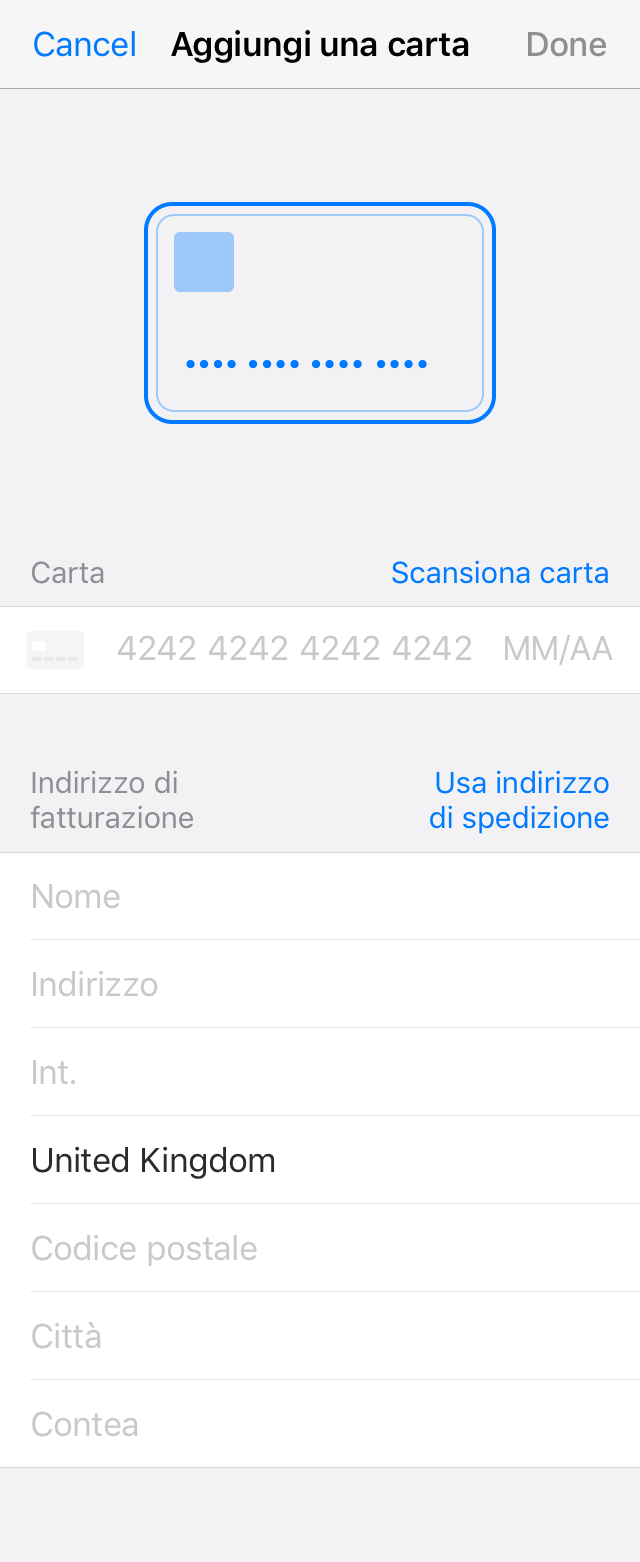 Cancel Aggiungi una carta Done
•••• •••• •••• ••••
Carta Scansiona carta
4242 4242 4242 4242 MM/AA
Indirizzo di fatturazione
Usa indirizzo di spedizione
Nome
Indirizzo
Int.
United Kingdom
Codice postale
Città
Contea